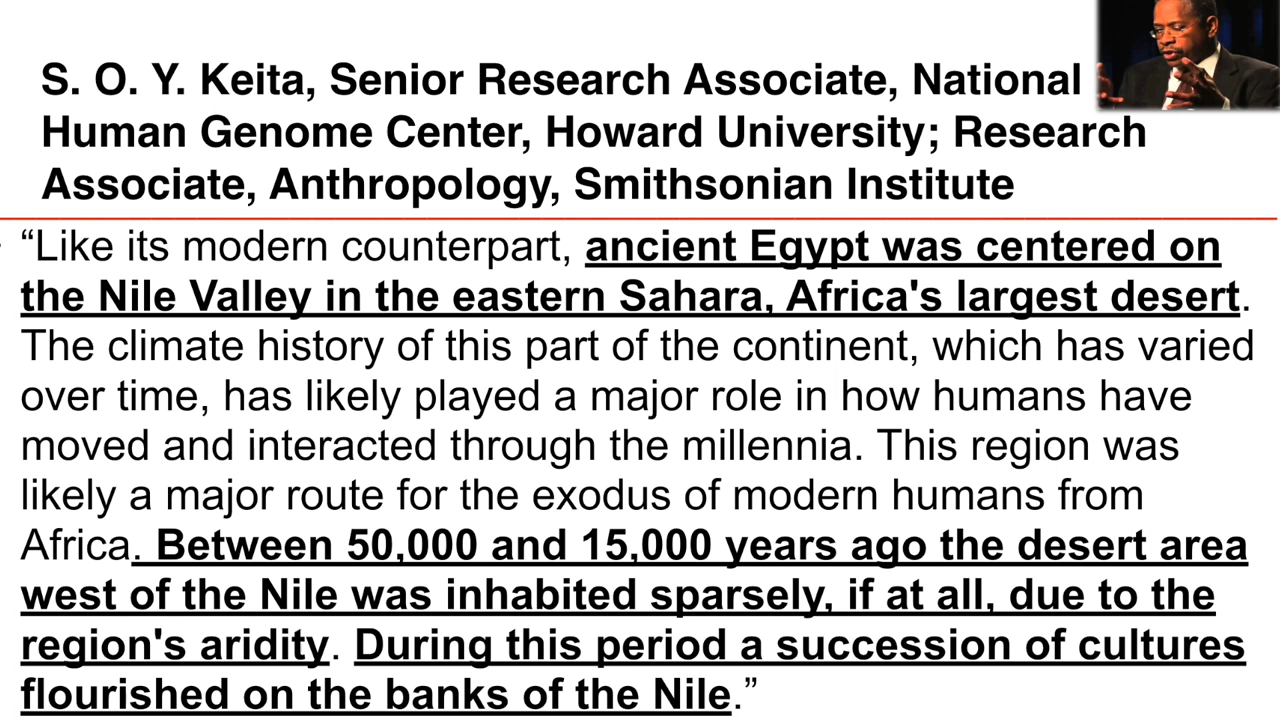 S. O. Y. Keita, Senior Research Associate, National
Human Genome Center, Howard University; Research
Associate, Anthropology, Smithsonian Institute
“Like its modern counterpart, ancient Egypt was centered on
the Nile Valley in the eastern Sahara, Africa's largest desert.
The climate history of this part of the continent, which has varied
over time, has likely played a major role in how humans have
moved and interacted through the millennia. This region was
likely a major route for the exodus of modern humans from
Africa. Between 50,000 and 15,000 years ago the desert area
west of the Nile was inhabited sparsely, if at all, due to the
region's aridity. During this period a succession of cultures
flourished on the banks of the Nile.”